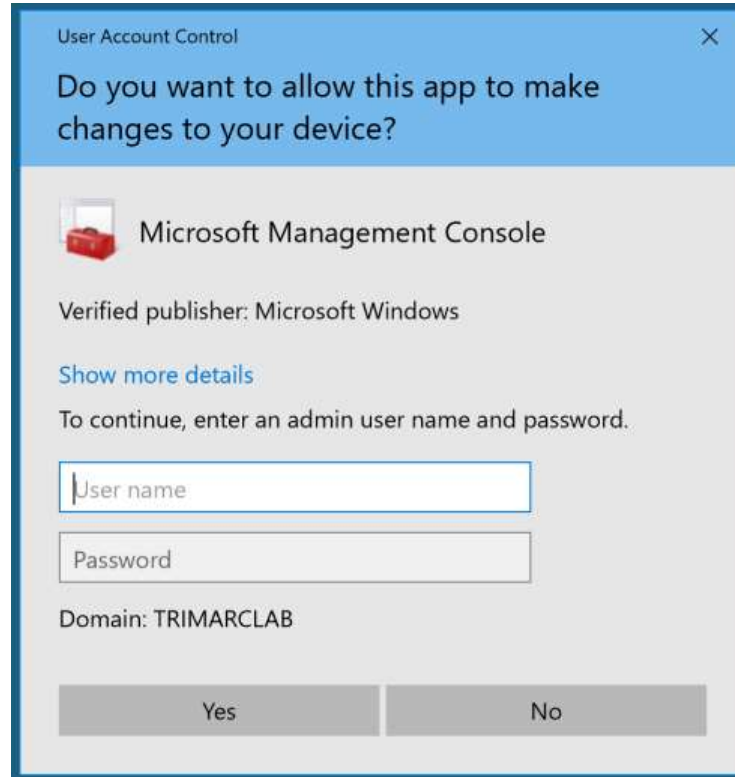 User Account Control
Do you want to allow this app to make
changes to your device?
Microsoft Management Console
Verified publisher: Microsoft Windows
Show more details
To continue, enter an admin user name and password.
User name
Password
Domain: TRIMARCLAB
Yes No